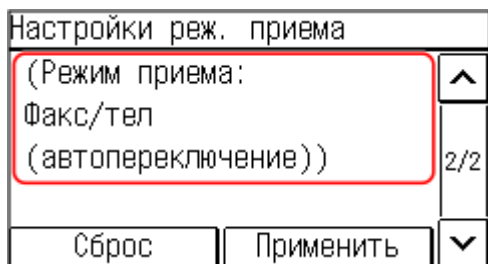 Настройки реж. приема
(Режим приема:
Факс/тел
(автопереключение))
2/2
Сброс
Применить